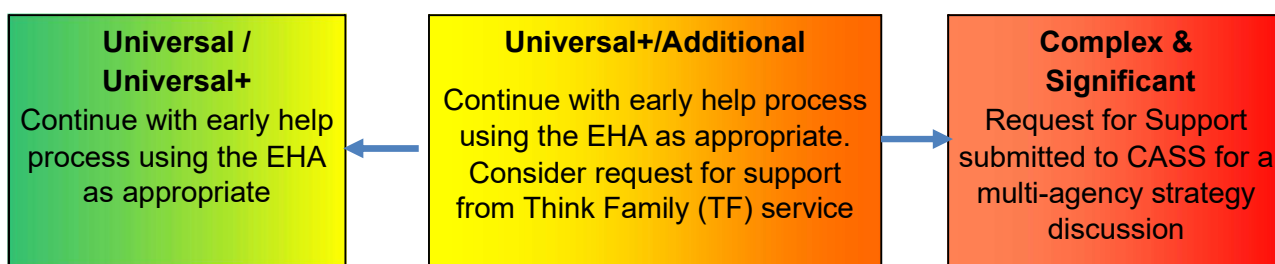 Universal /
Universal+
Continue with early help
process using the EHA
as appropriate
Universal+/Additional
Continue with early help process
using the EHA as appropriate.
Consider request for support
from Think Family (TF) service
Complex &
Significant
Request for Support
submitted to CASS for a
multi-agency strategy
discussion